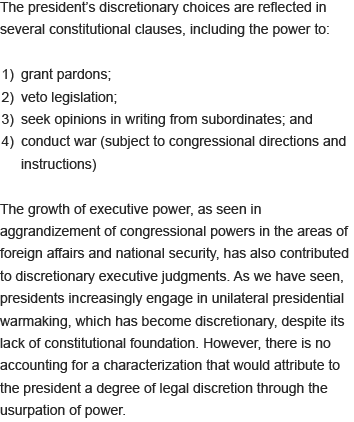 The president's discretionary choices are reflected in
several constitutional clauses, including the power to:
1) grant pardons;
2) veto legislation;
3) seek opinions in writing from subordinates; and
4) conduct war (subject to congressional directions and
instructions)
The growth of executive power, as seen in
aggrandizement of congressional powers in the areas of
foreign affairs and national security, has also contributed
to discretionary executive judgments. As we have seen,
presidents increasingly engage in unilateral presidential
warmaking, which has become discretionary, despite its
lack of constitutional foundation. However, there is no
accounting for a characterization that would attribute to
the president a degree of legal discretion through the
usurpation of power.